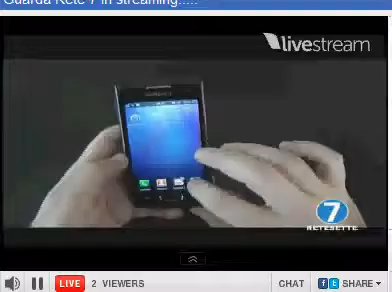 Guarda Rete 7 in streaming.....
livestream
7
RETESETTE
LIVE 2 VIEWERS CHAT f t SHARE